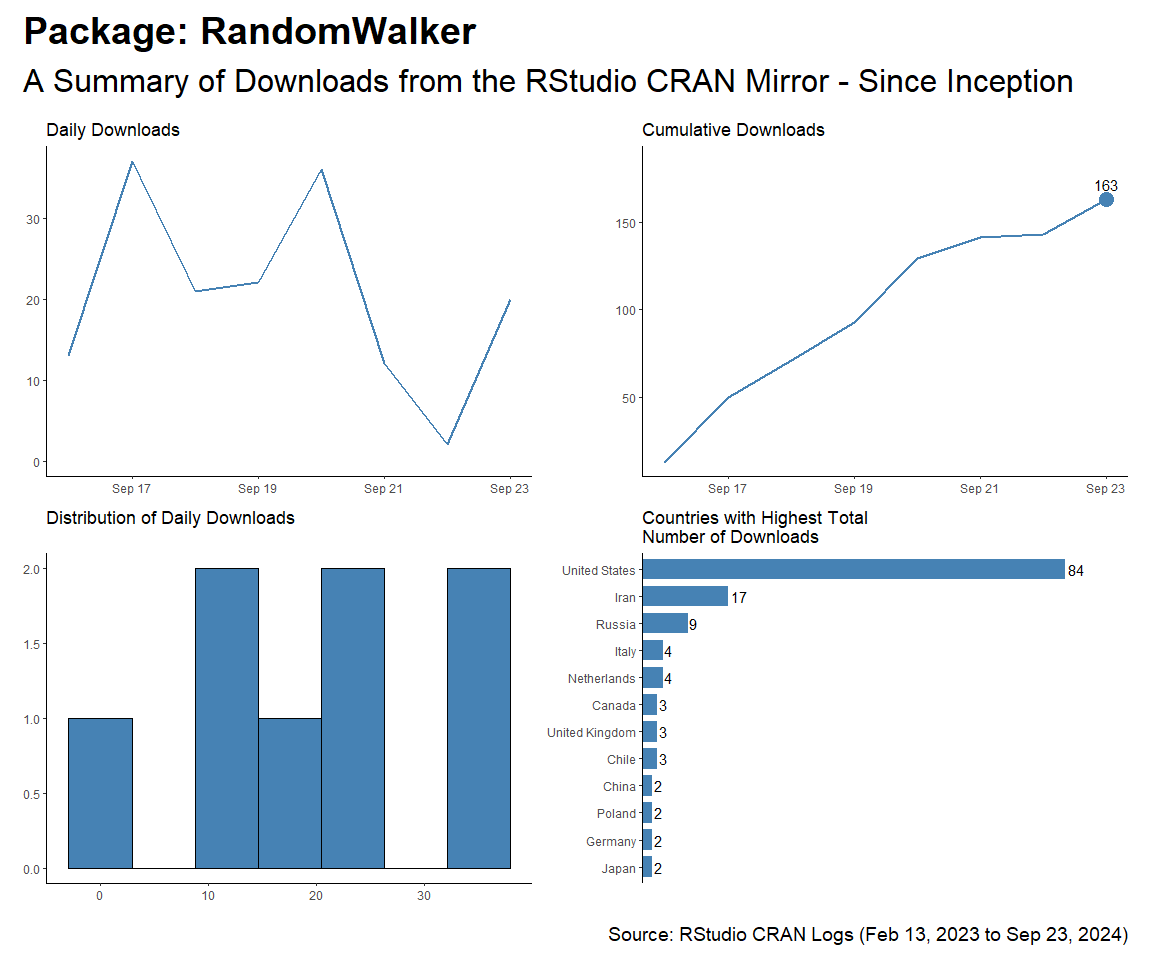 Package: RandomWalker
A Summary of Downloads from the RStudio CRAN Mirror - Since Inception
Daily Downloads
30
20
10
0
Sep 17
Sep 19
Sep 21
Sep 23
Cumulative Downloads
163
150
100
50
Sep 17
Sep 19
Sep 21
Sep 23
Distribution of Daily Downloads
2.0
1.5
1.0
0.5
0.0
0
10
20
30
Countries with Highest Total
Number of Downloads
United States 84
Iran 17
Russia 9
Italy 4
Netherlands 4
Canada 3
United Kingdom 3
Chile 3
China 2
Poland 2
Germany 2
Japan 2
Source: RStudio CRAN Logs (Feb 13, 2023 to Sep 23, 2024)